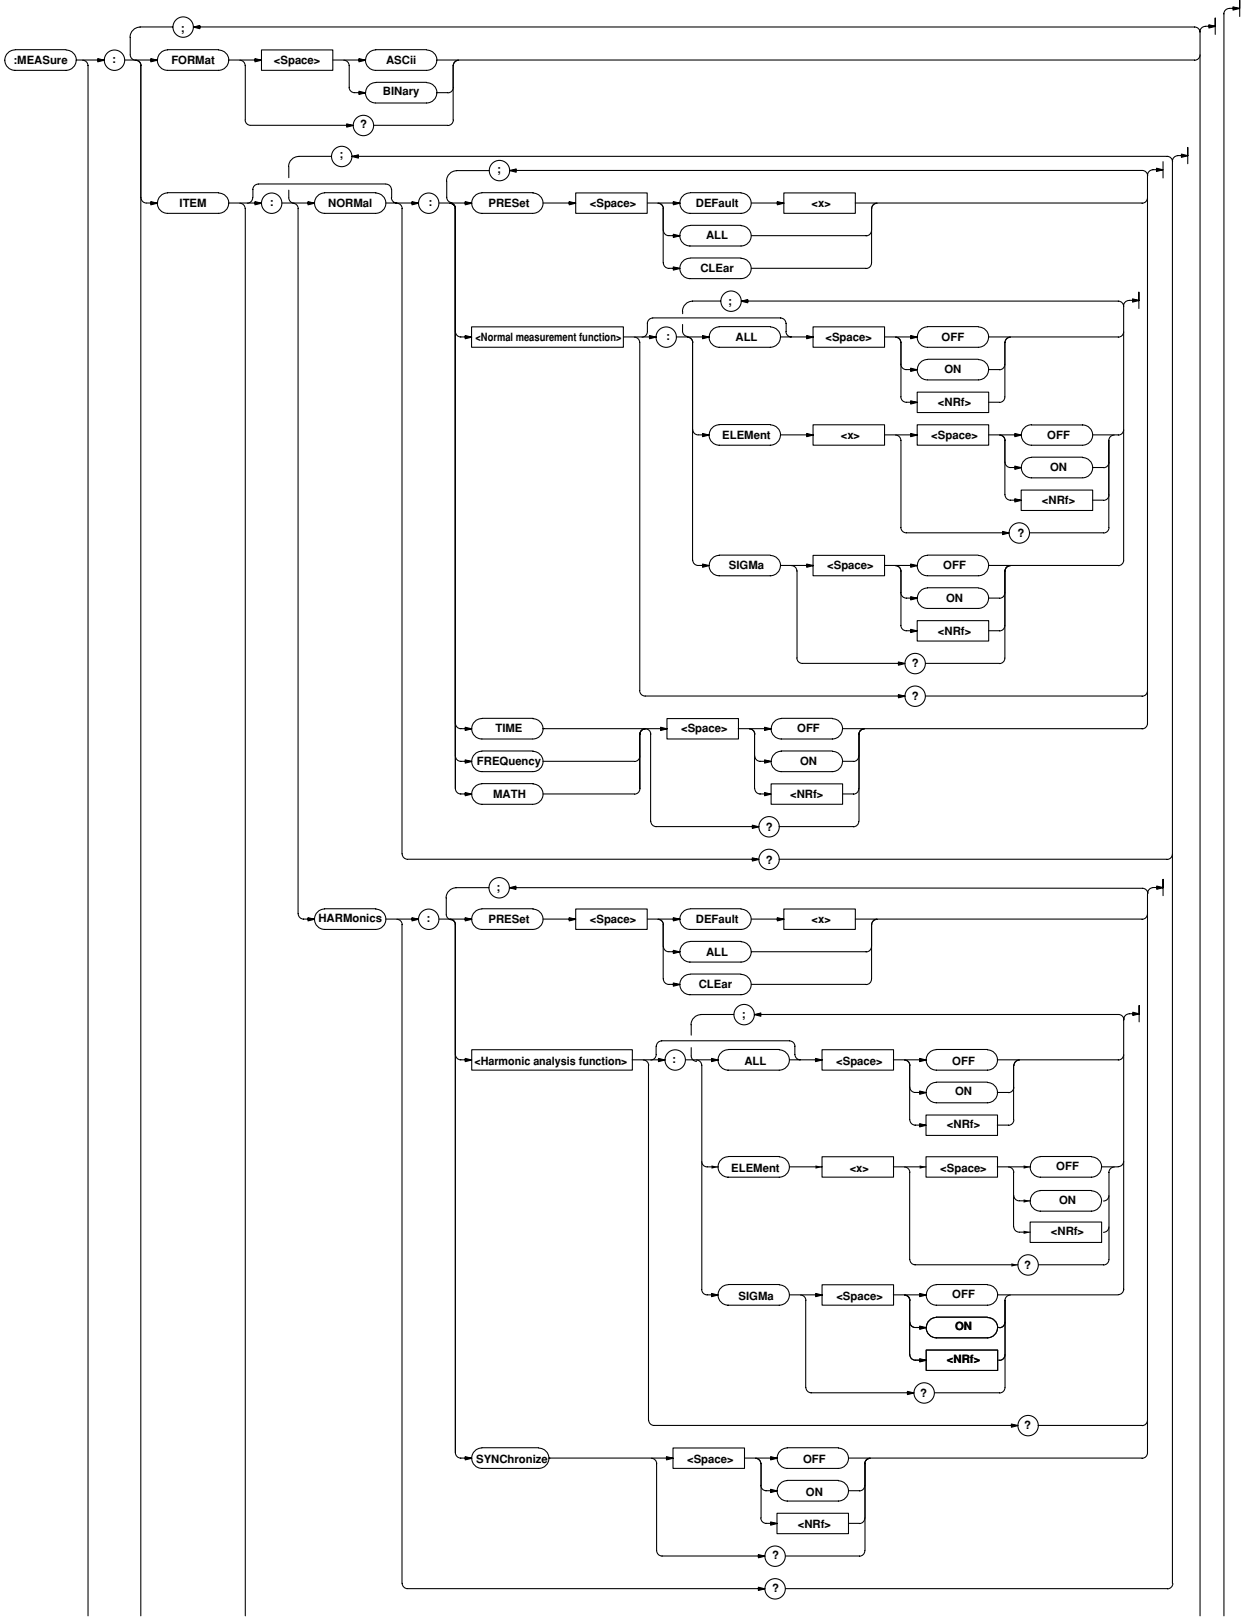 ;
:MEASure : FORMat <Space> ASCii
BINary
?
;
;
ITEM : NORMal : PRESet <Space> DEFault <x>
ALL
CLEar
;
<Normal measurement function> : ALL <Space> OFF
ON
<NRf>
ELEMent <x> <Space> OFF
ON
<NRf>
?
SIGMa <Space> OFF
ON
<NRf>
?
?
TIME <Space> OFF
FREQuency ON
MATH <NRf>
?
?
;
HARMonics : PRESet <Space> DEFault <x>
ALL
CLEar
;
<Harmonic analysis function> : ALL <Space> OFF
ON
<NRf>
ELEMent <x> <Space> OFF
ON
<NRf>
?
SIGMa <Space> OFF
ON
<NRf>
?
?
SYNChronize <Space> OFF
ON
<NRf>
?
?